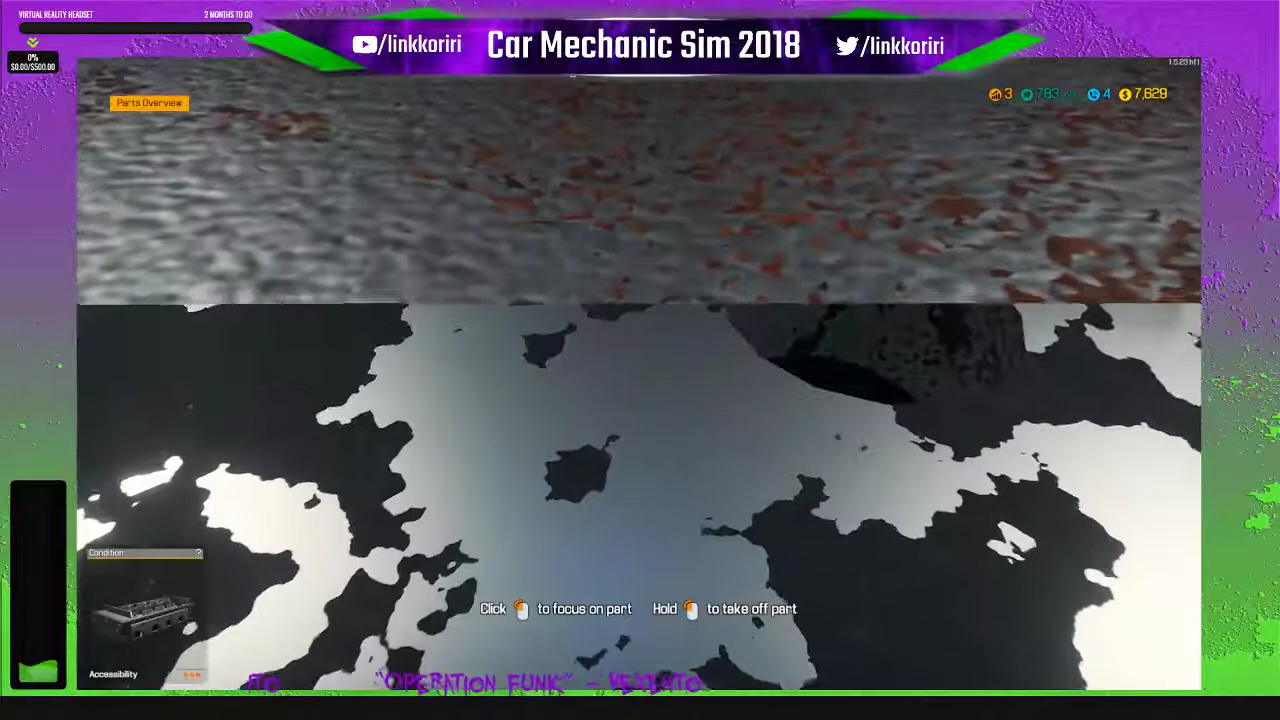 VIRTUAL REALITY HEADSET 2 MONTHS TO GO
0%
$0.00/$500.00
/linkkoriri Car Mechanic Sim 2018 /linkkoriri
Parts Overview
3 783 4 7,629
Condition ?
Click to focus on part Hold to take off part
Accessibility
"OPERATION FUNK" - VEXENTO